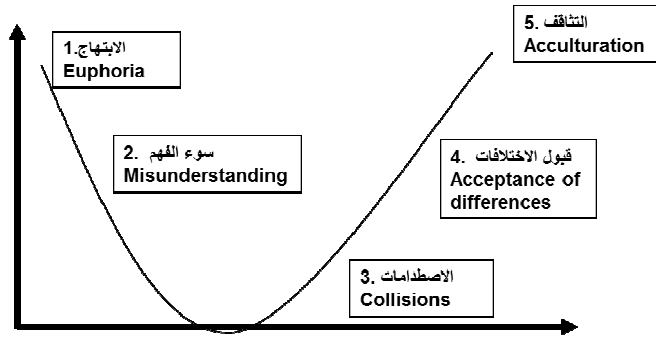 1.الابتهاج
Euphoria
2. سوء الفهم
Misunderstanding
3. الاصطدامات
Collisions
4. قبول الاختلافات
Acceptance of
differences
5. التثاقف
Acculturation